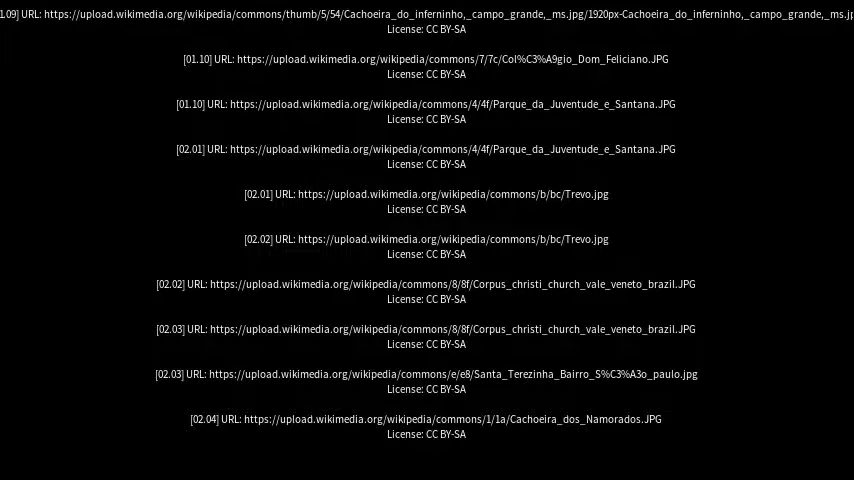 1.09] URL: https://upload.wikimedia.org/wikipedia/commons/thumb/5/54/Cachoeira_do_inferninho,_campo_grande,_ms.jpg/1920px-Cachoeira_do_inferninho,_campo_grande,_ms.jp
License: CC BY-SA
[01.10] URL: https://upload.wikimedia.org/wikipedia/commons/7/7c/Col%C3%A9gio_Dom_Feliciano.JPG
License: CC BY-SA
[01.10] URL: https://upload.wikimedia.org/wikipedia/commons/4/4f/Parque_da_Juventude_e_Santana.JPG
License: CC BY-SA
[02.01] URL: https://upload.wikimedia.org/wikipedia/commons/4/4f/Parque_da_Juventude_e_Santana.JPG
License: CC BY-SA
[02.01] URL: https://upload.wikimedia.org/wikipedia/commons/b/bc/Trevo.jpg
License: CC BY-SA
[02.02] URL: https://upload.wikimedia.org/wikipedia/commons/b/bc/Trevo.jpg
License: CC BY-SA
[02.02] URL: https://upload.wikimedia.org/wikipedia/commons/8/8f/Corpus_christi_church_vale_veneto_brazil.JPG
License: CC BY-SA
[02.03] URL: https://upload.wikimedia.org/wikipedia/commons/8/8f/Corpus_christi_church_vale_veneto_brazil.JPG
License: CC BY-SA
[02.03] URL: https://upload.wikimedia.org/wikipedia/commons/e/e8/Santa_Terezinha_Bairro_S%C3%A3o_paulo.jpg
License: CC BY-SA
[02.04] URL: https://upload.wikimedia.org/wikipedia/commons/1/1a/Cachoeira_dos_Namorados.JPG
License: CC BY-SA